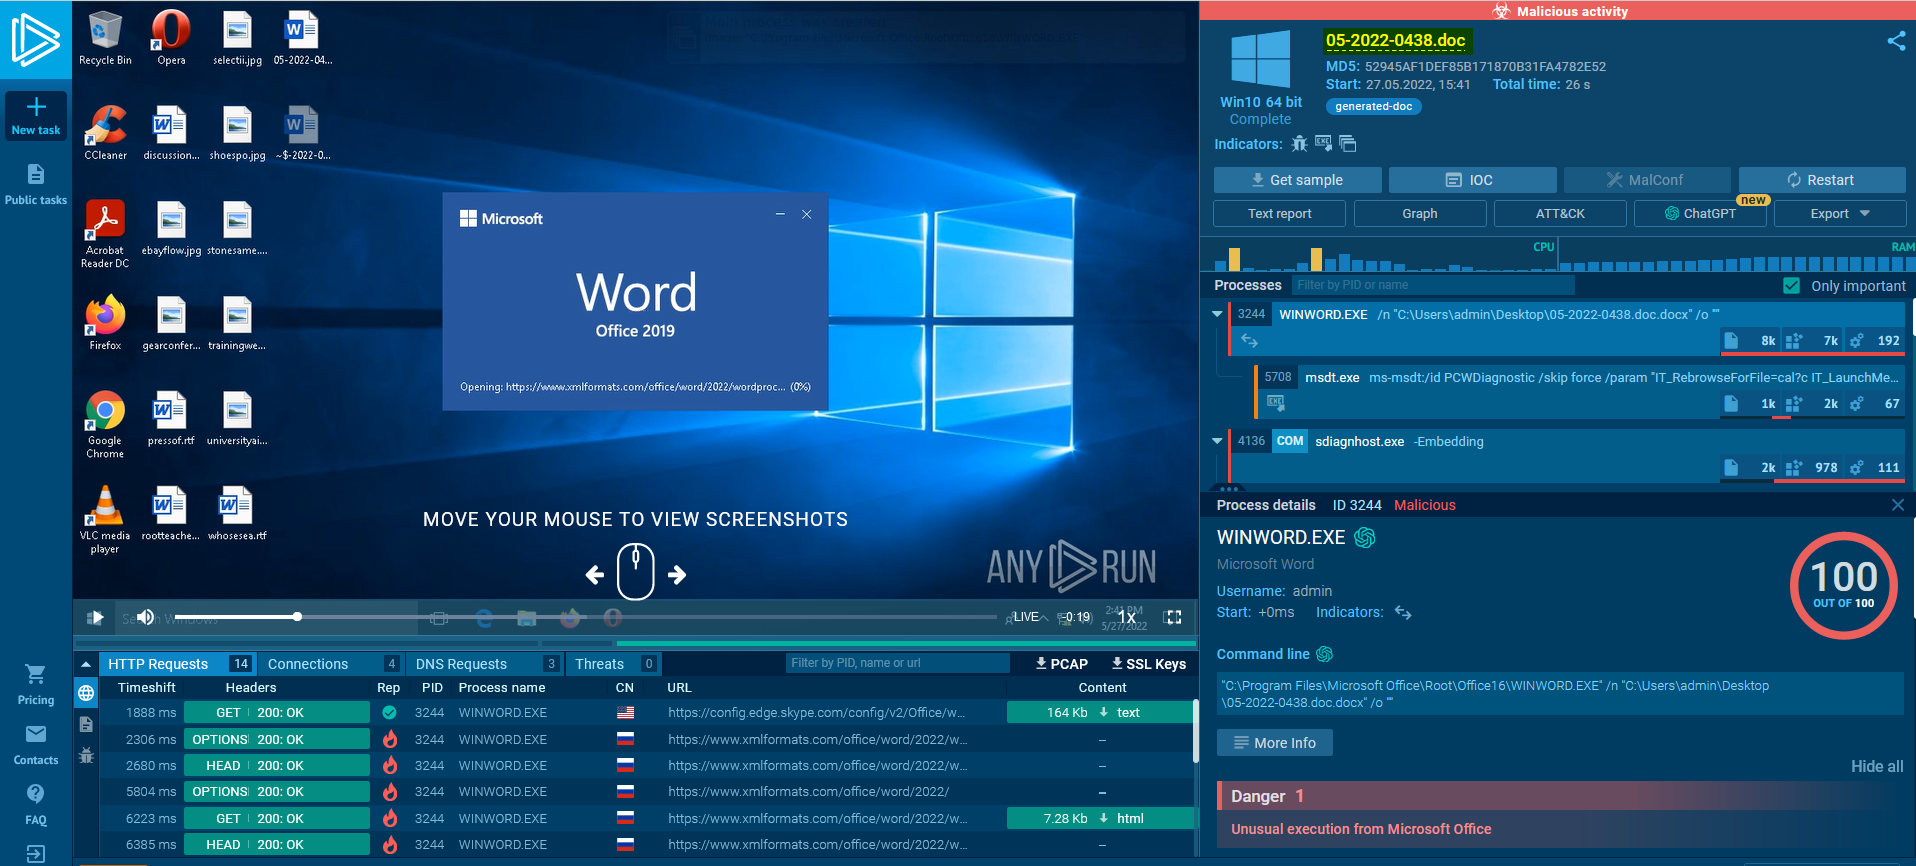 Malicious activity
05-2022-0438.doc
MD5: 52945AF1DEF85B171870B31FA4782E52
Start: 27.05.2022, 15:41 Total time: 26 s
generated-doc
Win10 64 bit
Complete
Indicators:
Get sample
IOC
MalConf
Restart
Text report
Graph
ATT&CK
ChatGPT
new
Export
CPU
RAM
Processes
Filter by PID or name
Only important
3244 WINWORD.EXE /n "C:\Users\admin\Desktop\05-2022-0438.doc.docx" /o ""
8k 7k 192
5708 msdt.exe ms-msdt:/id PCWDiagnostic /skip force /param "IT_RebrowseForFile=cal?c IT_LaunchMe...
1k 2k 67
4136 COM sdiagnhost.exe -Embedding
2k 978 111
Process details ID 3244 Malicious
WINWORD.EXE
Microsoft Word
Username: admin
Start: +0ms Indicators:
100
OUT OF 100
Command line
"C:\Program Files\Microsoft Office\Root\Office16\WINWORD.EXE" /n "C:\Users\admin\Desktop
\05-2022-0438.doc.docx" /o ""
More Info
Hide all
Danger 1
Unusual execution from Microsoft Office
New task
Public tasks
Pricing
Contacts
FAQ
Recycle Bin
Opera
selectii.jpg
05-2022-04...
CCleaner
discussion...
shoespo.jpg
~$-2022-0...
Acrobat
Reader DC
ebayflow.jpg
stonesame....
Firefox
gearconfer...
trainingwe...
Google
Chrome
pressof.rtf
universityai...
VLC media
player
rootteache...
whosesea.rtf
Microsoft
Word
Office 2019
Opening: https://www.xmlformats.com/office/word/2022/wordproc... (0%)
MOVE YOUR MOUSE TO VIEW SCREENSHOTS
ANY RUN
LIVE
-0:19
1x
2:41 PM
5/27/2022
HTTP Requests 14
Connections 4
DNS Requests 3
Threats 0
Filter by PID, name or url
PCAP
SSL Keys
Timeshift Headers Rep PID Process name CN URL Content
1888 ms GET 200: OK 3244 WINWORD.EXE https://config.edge.skype.com/config/v2/Office/w... 164 Kb text
2306 ms OPTIONS 200: OK 3244 WINWORD.EXE https://www.xmlformats.com/office/word/2022/w... –
2680 ms HEAD 200: OK 3244 WINWORD.EXE https://www.xmlformats.com/office/word/2022/w... –
5804 ms OPTIONS 200: OK 3244 WINWORD.EXE https://www.xmlformats.com/office/word/2022/ –
6223 ms GET 200: OK 3244 WINWORD.EXE https://www.xmlformats.com/office/word/2022/w... 7.28 Kb html
6385 ms HEAD 200: OK 3244 WINWORD.EXE https://www.xmlformats.com/office/word/2022/w... –